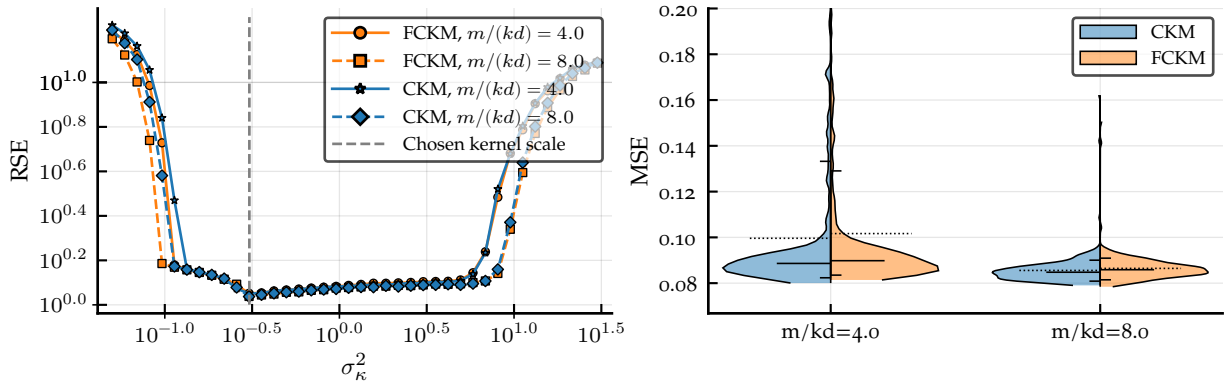 RSE
10^1.0
10^0.8
10^0.6
10^0.4
10^0.2
10^0.0
10^−1.0
10^−0.5
10^0.0
10^0.5
10^1.0
10^1.5
σ_κ^2
FCKM, m/(kd) = 4.0
FCKM, m/(kd) = 8.0
CKM, m/(kd) = 4.0
CKM, m/(kd) = 8.0
Chosen kernel scale
MSE
0.20
0.18
0.16
0.14
0.12
0.10
0.08
m/kd=4.0
m/kd=8.0
CKM
FCKM